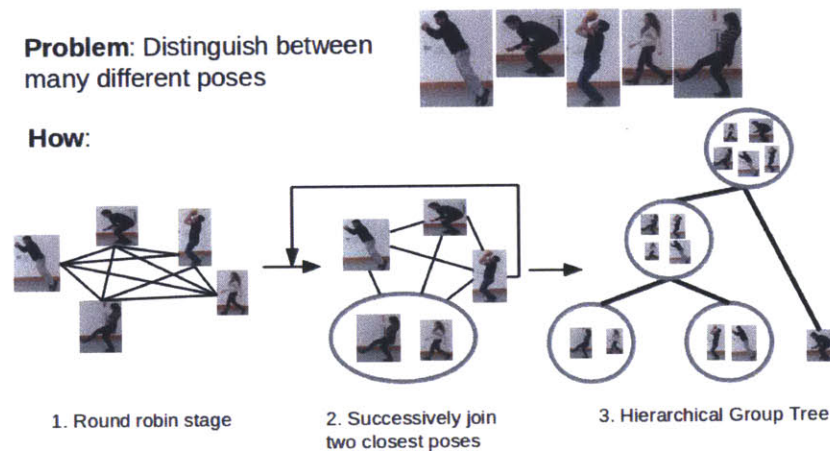 Problem: Distinguish between
many different poses
How:
1. Round robin stage
2. Successively join
two closest poses
3. Hierarchical Group Tree